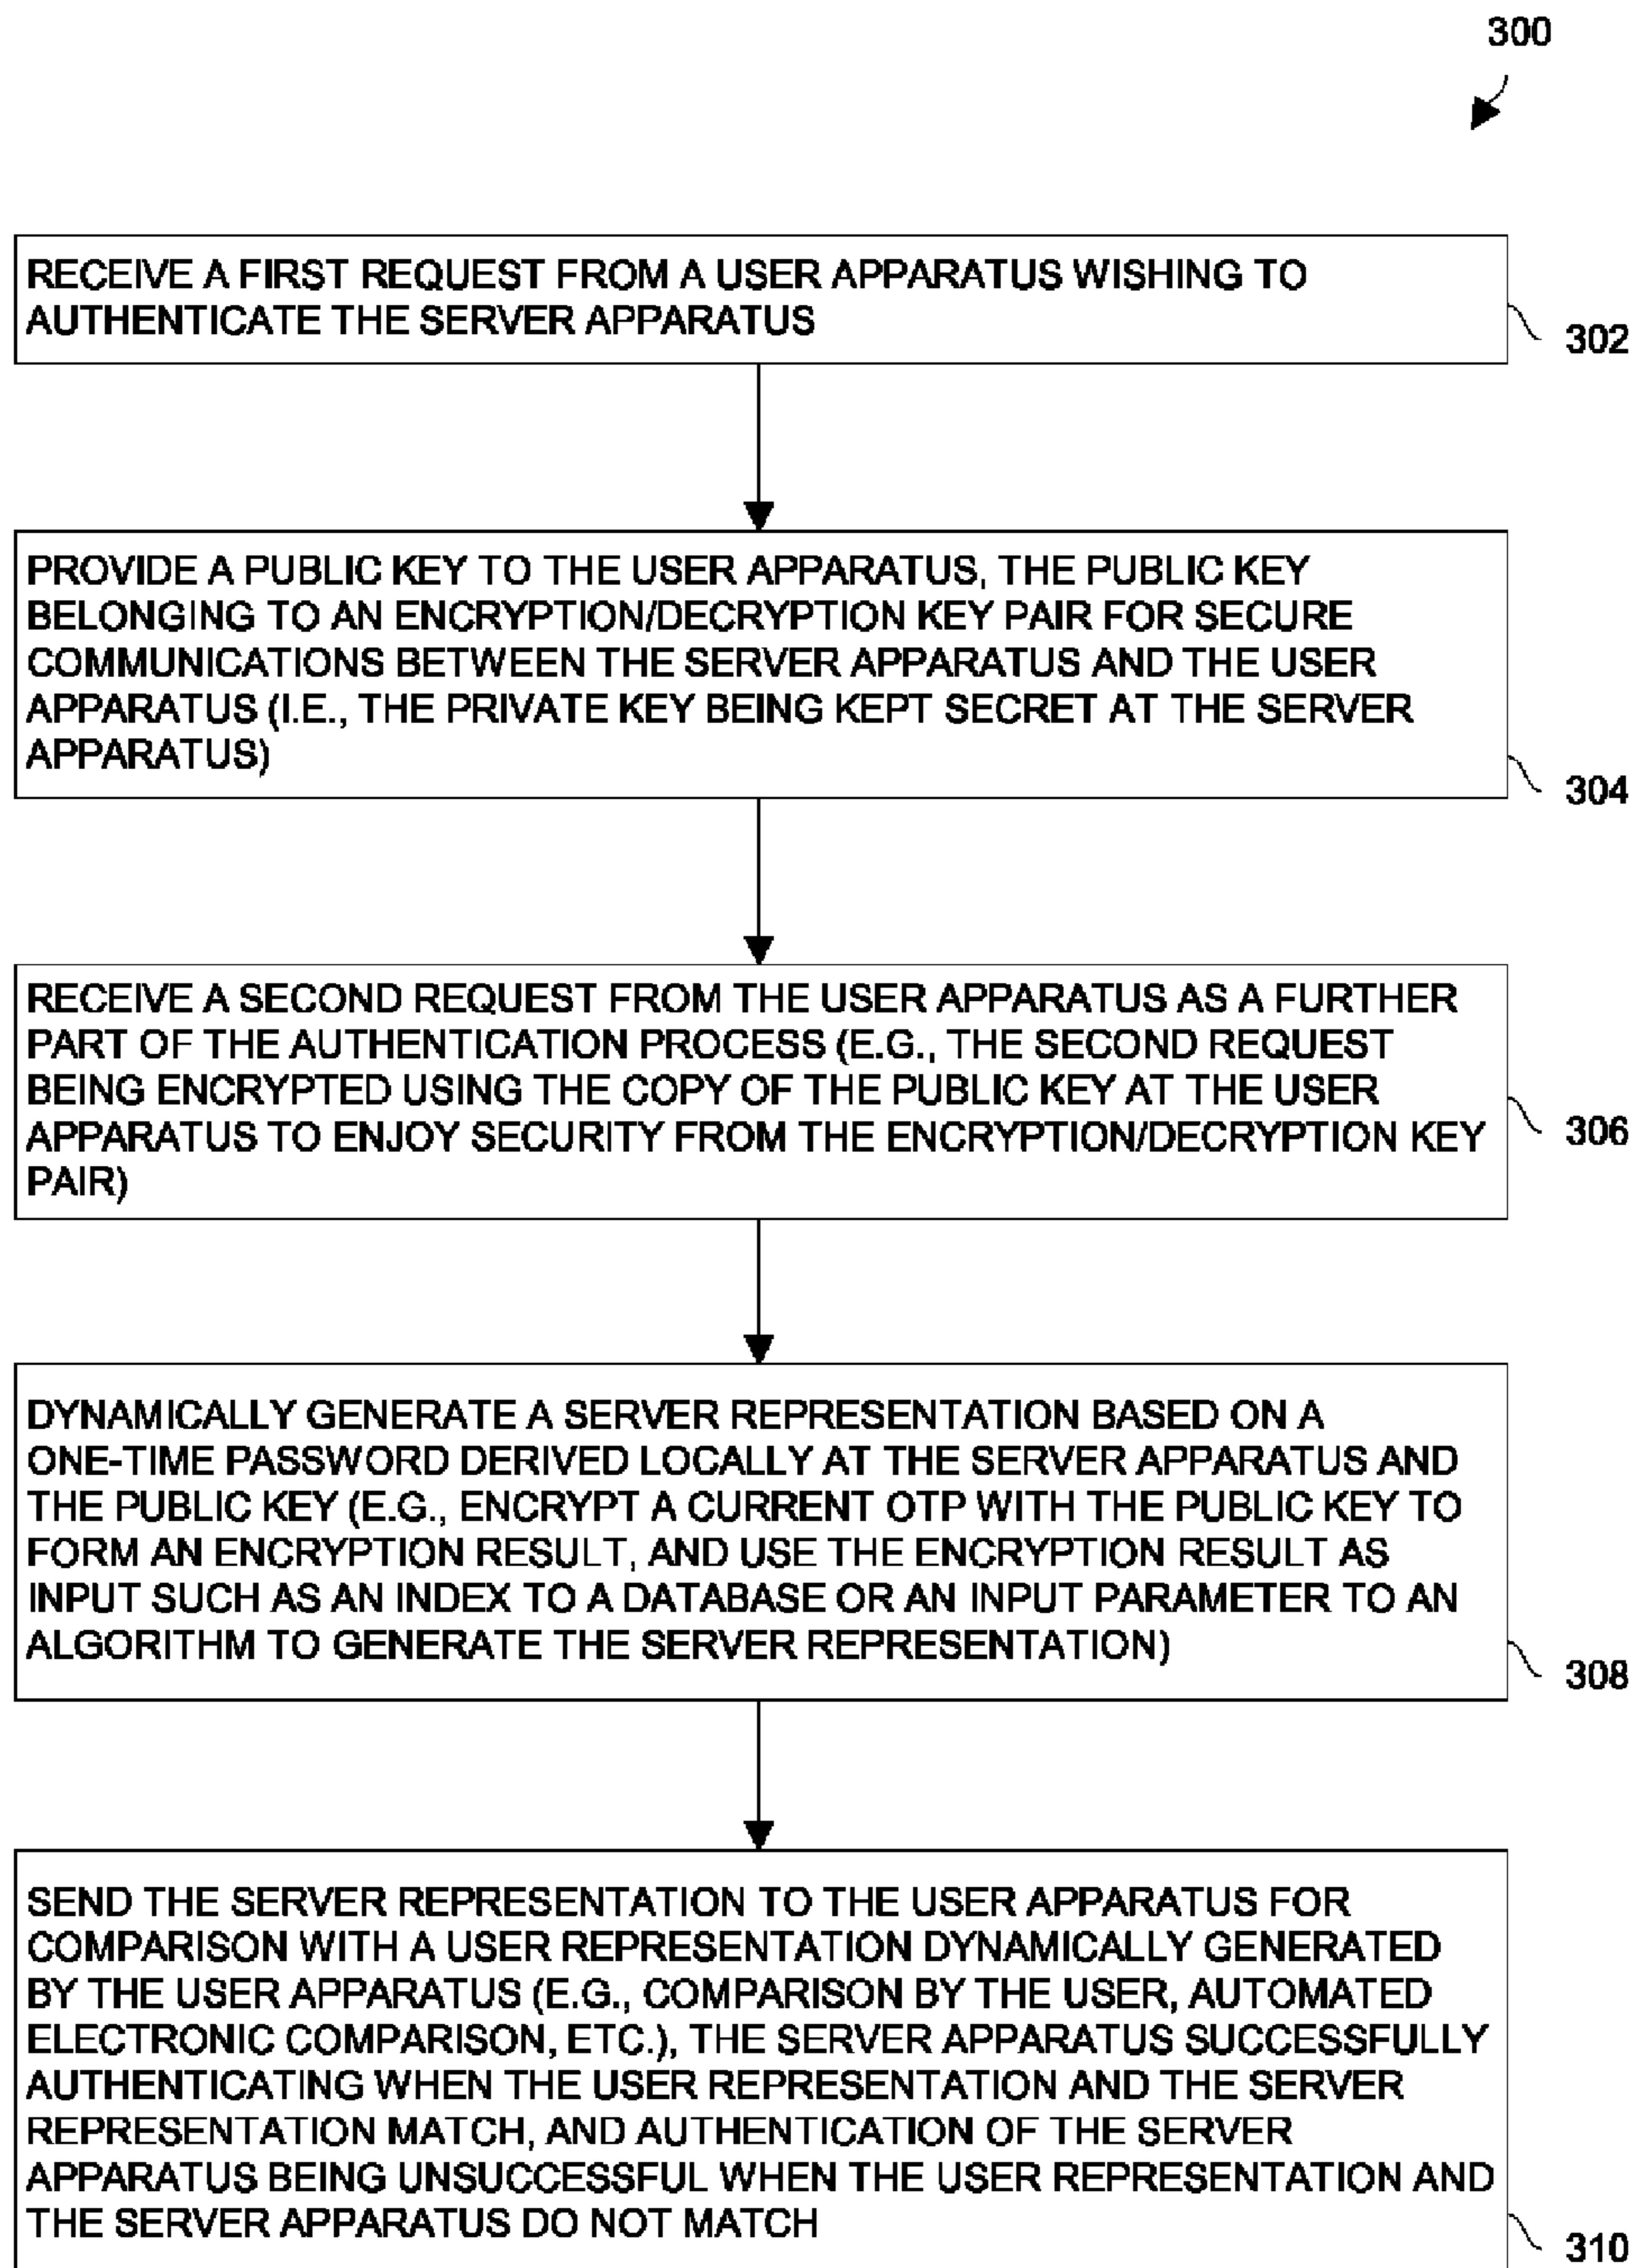 300
RECEIVE A FIRST REQUEST FROM A USER APPARATUS WISHING TO
AUTHENTICATE THE SERVER APPARATUS
302
PROVIDE A PUBLIC KEY TO THE USER APPARATUS, THE PUBLIC KEY
BELONGING TO AN ENCRYPTION/DECRYPTION KEY PAIR FOR SECURE
COMMUNICATIONS BETWEEN THE SERVER APPARATUS AND THE USER
APPARATUS (I.E., THE PRIVATE KEY BEING KEPT SECRET AT THE SERVER
APPARATUS)
304
RECEIVE A SECOND REQUEST FROM THE USER APPARATUS AS A FURTHER
PART OF THE AUTHENTICATION PROCESS (E.G., THE SECOND REQUEST
BEING ENCRYPTED USING THE COPY OF THE PUBLIC KEY AT THE USER
APPARATUS TO ENJOY SECURITY FROM THE ENCRYPTION/DECRYPTION KEY
PAIR)
306
DYNAMICALLY GENERATE A SERVER REPRESENTATION BASED ON A
ONE-TIME PASSWORD DERIVED LOCALLY AT THE SERVER APPARATUS AND
THE PUBLIC KEY (E.G., ENCRYPT A CURRENT OTP WITH THE PUBLIC KEY TO
FORM AN ENCRYPTION RESULT, AND USE THE ENCRYPTION RESULT AS
INPUT SUCH AS AN INDEX TO A DATABASE OR AN INPUT PARAMETER TO AN
ALGORITHM TO GENERATE THE SERVER REPRESENTATION)
308
SEND THE SERVER REPRESENTATION TO THE USER APPARATUS FOR
COMPARISON WITH A USER REPRESENTATION DYNAMICALLY GENERATED
BY THE USER APPARATUS (E.G., COMPARISON BY THE USER, AUTOMATED
ELECTRONIC COMPARISON, ETC.), THE SERVER APPARATUS SUCCESSFULLY
AUTHENTICATING WHEN THE USER REPRESENTATION AND THE SERVER
REPRESENTATION MATCH, AND AUTHENTICATION OF THE SERVER
APPARATUS BEING UNSUCCESSFUL WHEN THE USER REPRESENTATION AND
THE SERVER APPARATUS DO NOT MATCH
310